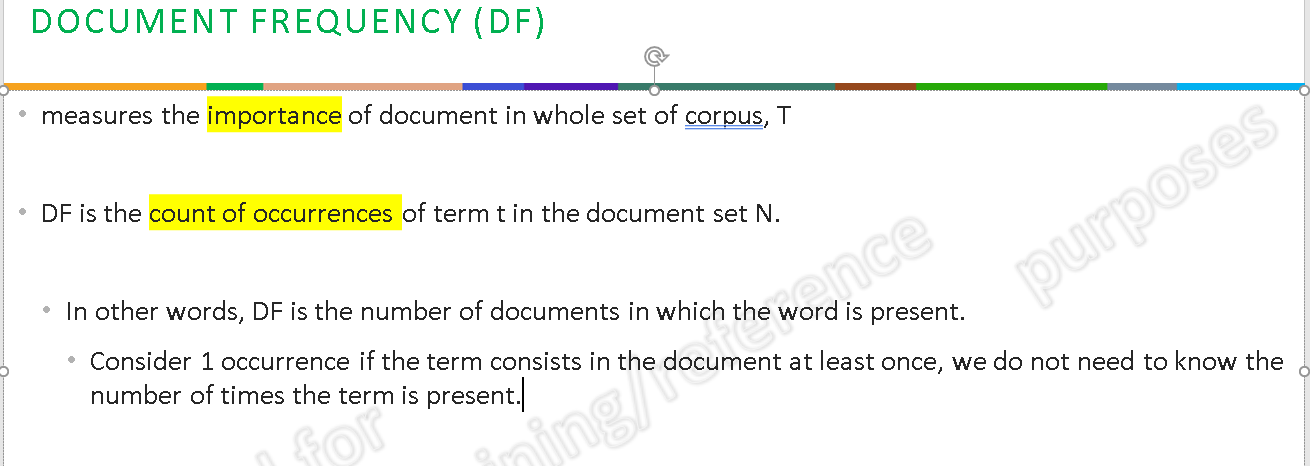 DOCUMENT FREQUENCY (DF)
• measures the importance of document in whole set of corpus, T
• DF is the count of occurrences of term t in the document set N.
• In other words, DF is the number of documents in which the word is present.
• Consider 1 occurrence if the term consists in the document at least once, we do not need to know the
number of times the term is present.
for
ining/reference
purposes